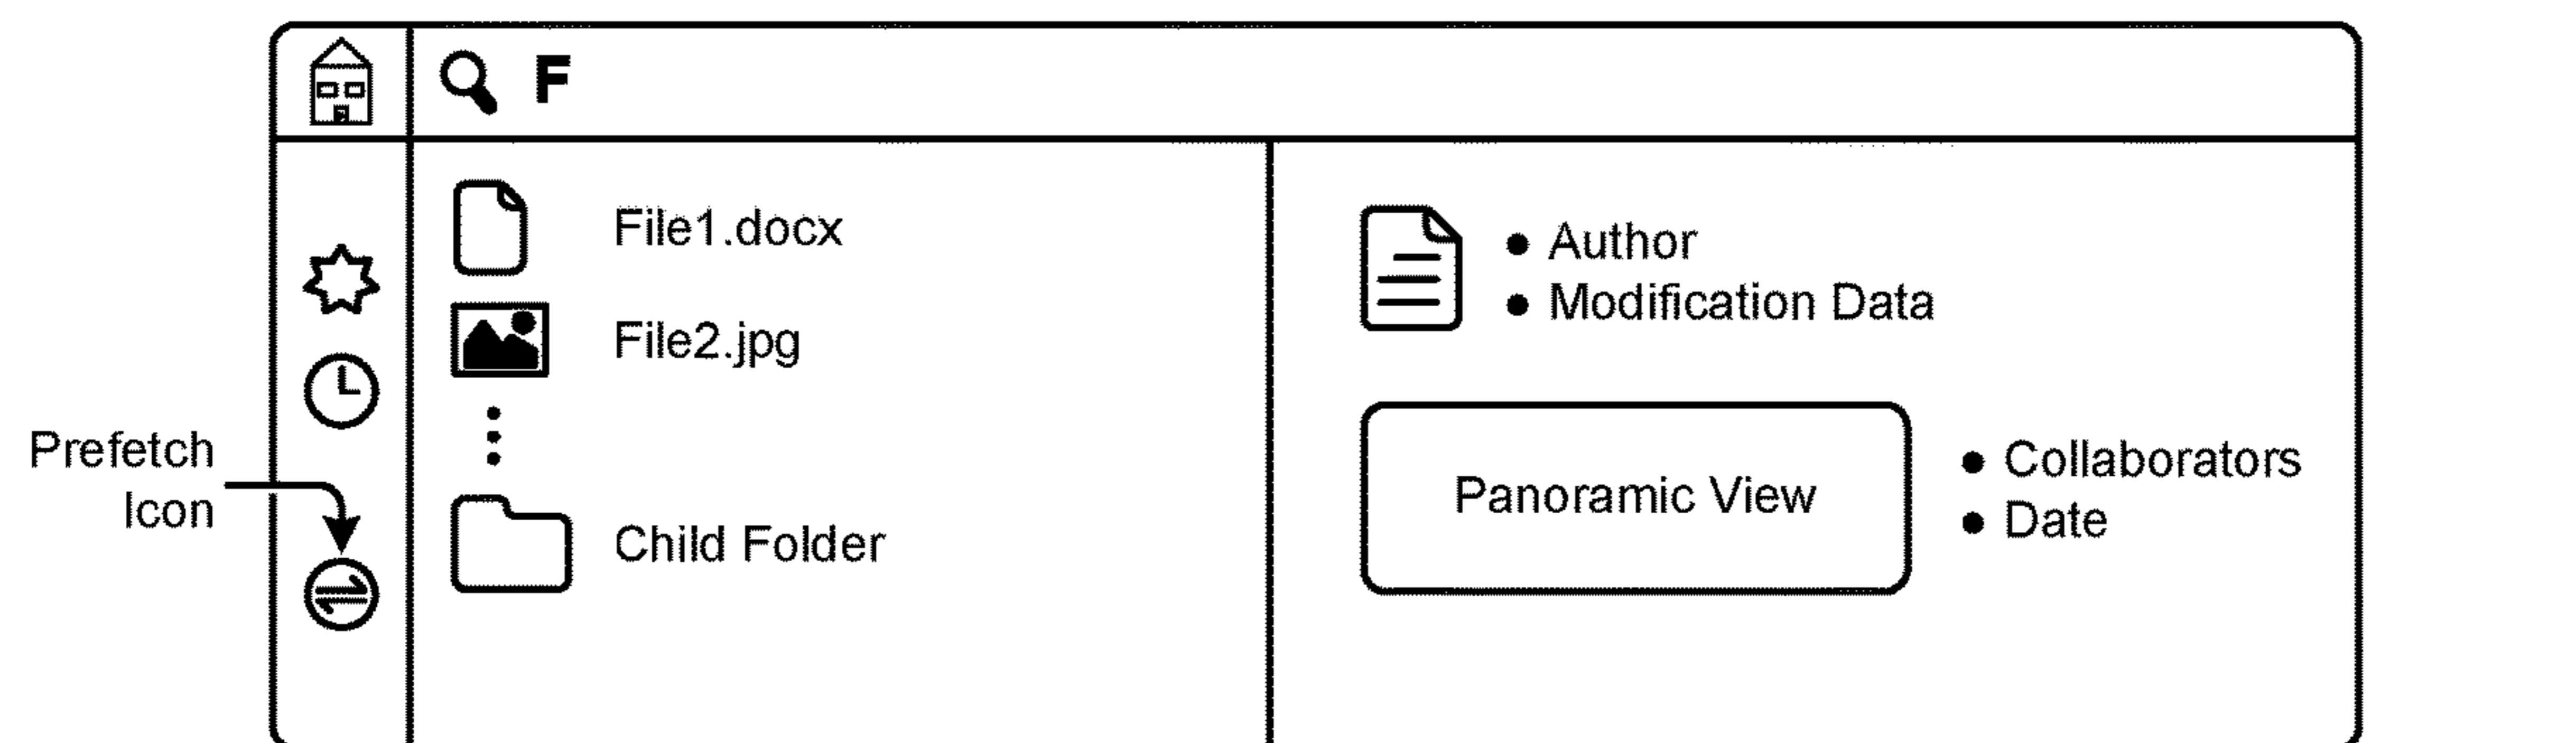 F
File1.docx
File2.jpg
Child Folder
Prefetch
Icon
• Author
• Modification Data
Panoramic View
• Collaborators
• Date